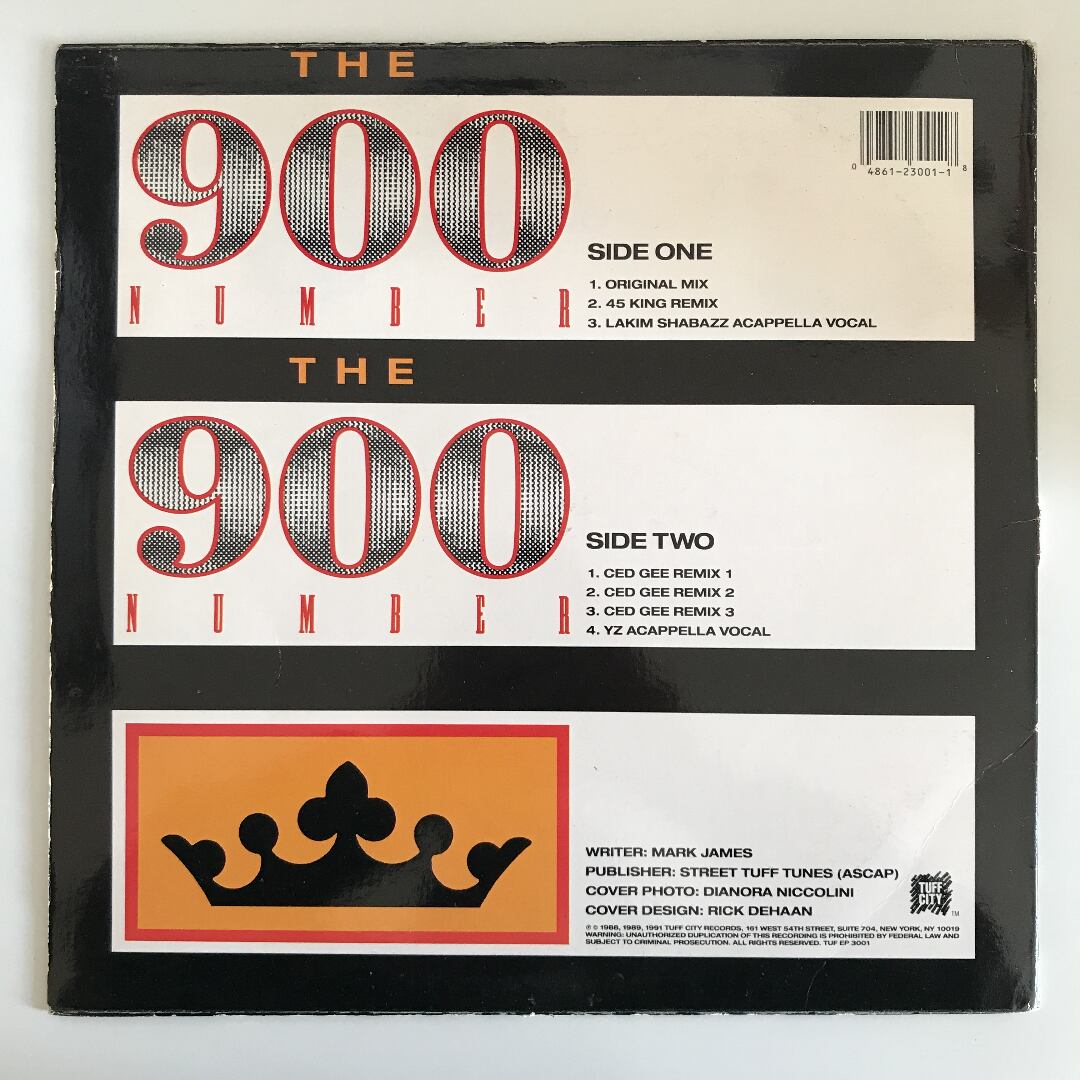 THE
900
NUMBER
0 4861-23001-1 8
SIDE ONE
1. ORIGINAL MIX
2. 45 KING REMIX
3. LAKIM SHABAZZ ACAPPELLA VOCAL
THE
900
NUMBER
SIDE TWO
1. CED GEE REMIX 1
2. CED GEE REMIX 2
3. CED GEE REMIX 3
4. YZ ACAPPELLA VOCAL
WRITER: MARK JAMES
PUBLISHER: STREET TUFF TUNES (ASCAP)
COVER PHOTO: DIANORA NICCOLINI
COVER DESIGN: RICK DEHAAN
TUFF
CITY
TM
℗ © 1988, 1989, 1991 TUFF CITY RECORDS, 161 WEST 54TH STREET, SUITE 704, NEW YORK, NY 10019
WARNING: UNAUTHORIZED DUPLICATION OF THIS RECORDING IS PROHIBITED BY FEDERAL LAW AND
SUBJECT TO CRIMINAL PROSECUTION. ALL RIGHTS RESERVED. TUF EP 3001